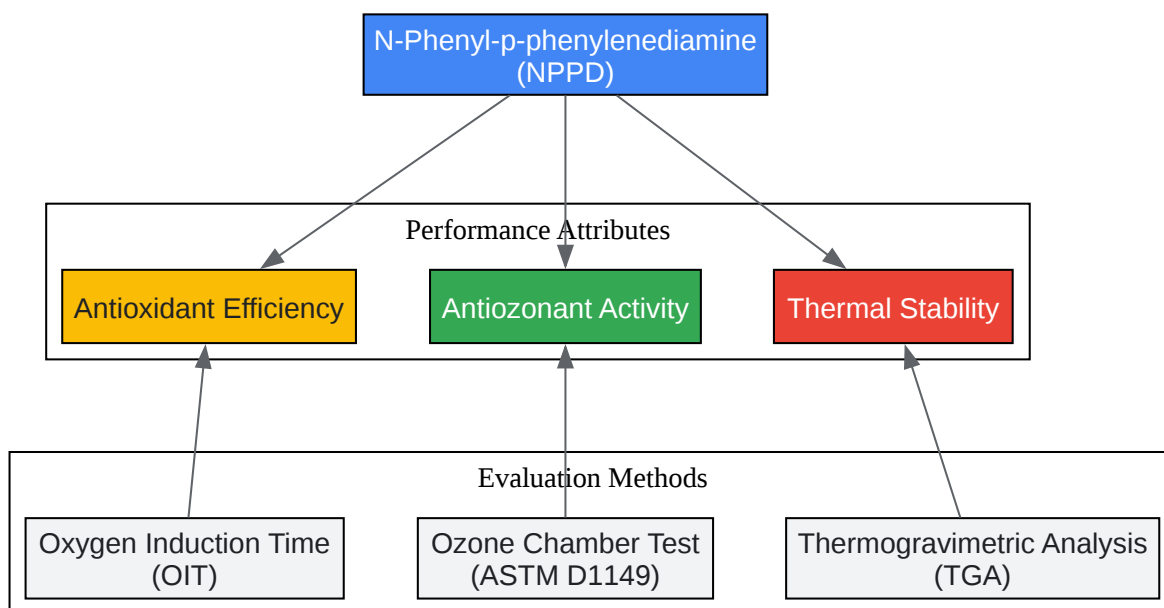 N-Phenyl-p-phenylenediamine
(NPPD)
Performance Attributes
Antioxidant Efficiency
Antiozonant Activity
Thermal Stability
Evaluation Methods
Oxygen Induction Time
(OIT)
Ozone Chamber Test
(ASTM D1149)
Thermogravimetric Analysis
(TGA)